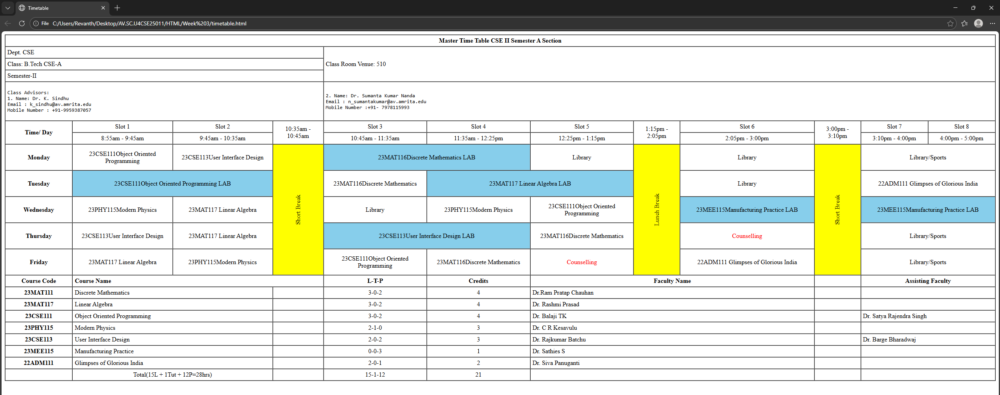 Timetable
File C:/Users/Revanth/Desktop/AV.SC.U4CSE25011/HTML/Week%203/timetable.html
Master Time Table CSE II Semester A Section
Dept. CSE
Class: B.Tech CSE-A
Semester-II
Class Room Venue: 510
Class Advisors:
1. Name: Dr. K. Sindhu
Email : k_sindhu@av.amrita.edu
Mobile Number : +91-9959387057
2. Name: Dr. Sumanta Kumar Nanda
Email : n_sumantakumar@av.amrita.edu
Mobile Number :+91- 7978115993
Time/ Day
Slot 1
Slot 2
10:35am -
10:45am
Slot 3
Slot 4
Slot 5
1:15pm -
2:05pm
Slot 6
3:00pm -
3:10pm
Slot 7
Slot 8
8:55am - 9:45am
9:45am - 10:35am
10:45am - 11:35am
11:35am - 12:25pm
12:25pm - 1:15pm
2:05pm - 3:00pm
3:10pm - 4:00pm
4:00pm - 5:00pm
Monday
23CSE111Object Oriented
Programming
23CSE113User Interface Design
Short Break
23MAT116Discrete Mathematics LAB
Library
Lunch Break
Library
Short Break
Library/Sports
Tuesday
23CSE111Object Oriented Programming LAB
23MAT116Discrete Mathematics
23MAT117 Linear Algebra LAB
Library
22ADM111 Glimpses of Glorious India
Wednesday
23PHY115Modern Physics
23MAT117 Linear Algebra
Library
23PHY115Modern Physics
23CSE111Object Oriented
Programming
23MEE115Manufacturing Practice LAB
23MEE115Manufacturing Practice LAB
Thursday
23CSE113User Interface Design
23MAT117 Linear Algebra
23CSE113User Interface Design LAB
23MAT116Discrete Mathematics
Counselling
Library/Sports
Friday
23MAT117 Linear Algebra
23PHY115Modern Physics
23CSE111Object Oriented
Programming
23MAT116Discrete Mathematics
Counselling
22ADM111 Glimpses of Glorious India
Library/Sports
Course Code Course Name L-T-P Credits Faculty Name Assisting Faculty
23MAT111 Discrete Mathematics 3-0-2 4 Dr.Ram Pratap Chauhan
23MAT117 Linear Algebra 3-0-2 4 Dr. Rashmi Prasad
23CSE111 Object Oriented Programming 3-0-2 4 Dr. Balaji TK Dr. Satya Rajendra Singh
23PHY115 Modern Physics 2-1-0 3 Dr. C R Kesavulu
23CSE113 User Interface Design 2-0-2 3 Dr. Rajkumar Batchu Dr. Barge Bharadwaj
23MEE115 Manufacturing Practice 0-0-3 1 Dr. Sathies S
22ADM111 Glimpses of Glorious India 2-0-1 2 Dr. Siva Panuganti
Total(15L + 1Tut + 12P=28hrs) 15-1-12 21